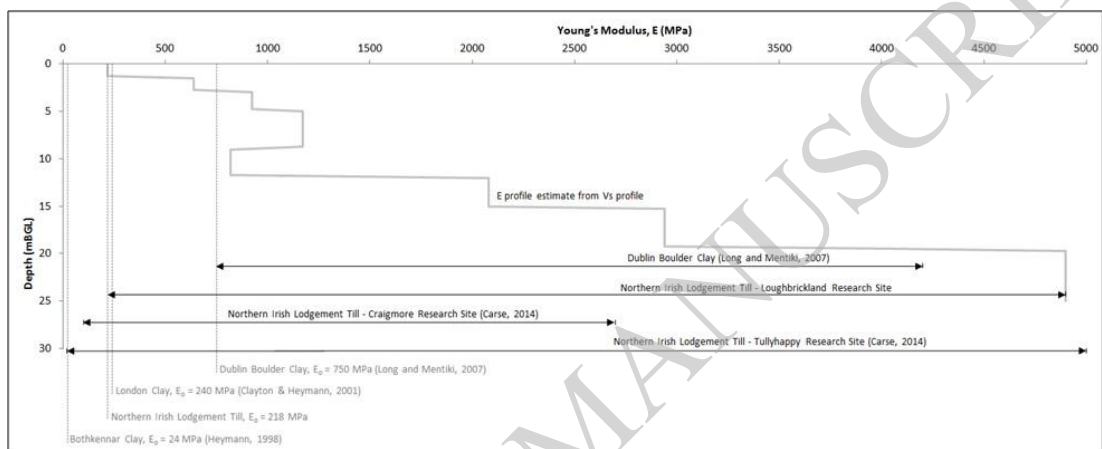 Young's Modulus, E (MPa)
0 500 1000 1500 2000 2500 3000 3500 4000 4500 5000
Depth (mBGL)
0
5
10
15
20
25
30
E profile estimate from Vs profile
Dublin Boulder Clay (Long and Mentiki, 2007)
Northern Irish Lodgement Till - Loughbrickland Research Site
Northern Irish Lodgement Till - Craigmore Research Site (Carse, 2014)
Northern Irish Lodgement Till - Tullyhappy Research Site (Carse, 2014)
Dublin Boulder Clay, E₀ = 750 MPa (Long and Mentiki, 2007)
London Clay, E₀ = 240 MPa (Clayton & Heymann, 2001)
Northern Irish Lodgement Till, E₀ = 218 MPa
Bothkennar Clay, E₀ = 24 MPa (Heymann, 1998)
MANUSCRI